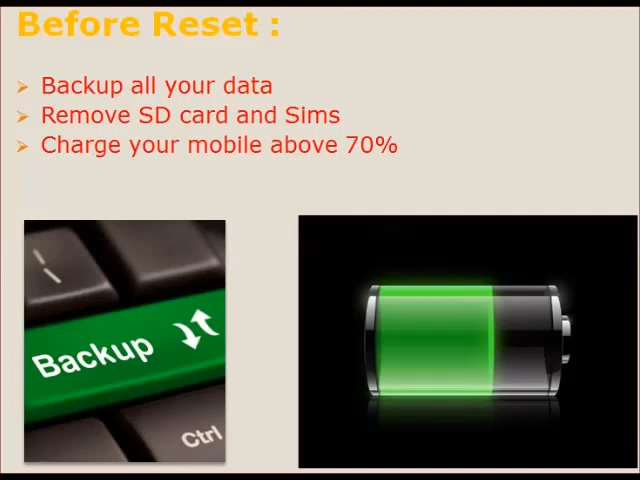 Before Reset :
Backup all your data
Remove SD card and Sims
Charge your mobile above 70%
Backup
Ctrl